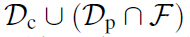 𝒟c ∪ (𝒟p ∩ ℱ)